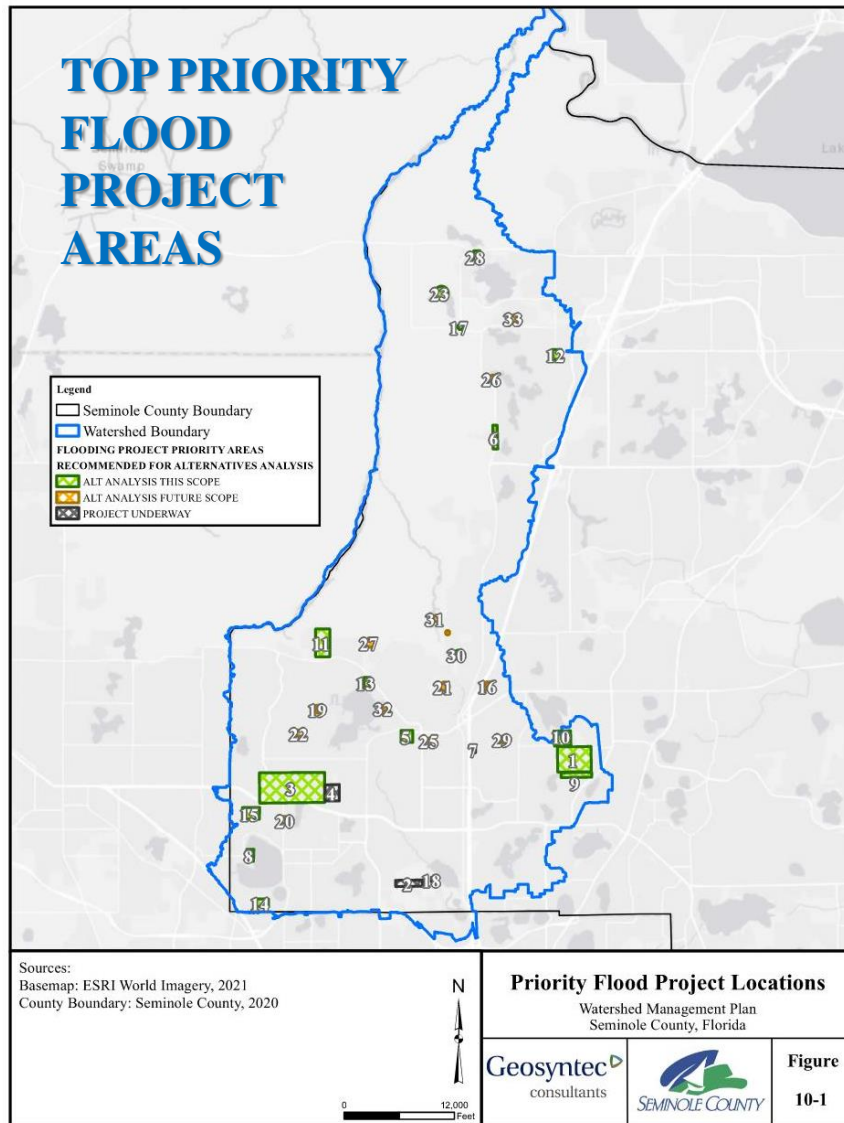 TOP PRIORITY
FLOOD
PROJECT
AREAS
Swamp
28
23
17
33
12
26
6
Legend
Seminole County Boundary
Watershed Boundary
FLOODING PROJECT PRIORITY AREAS
RECOMMENDED FOR ALTERNATIVES ANALYSIS
ALT ANALYSIS THIS SCOPE
ALT ANALYSIS FUTURE SCOPE
PROJECT UNDERWAY
31
11
27
30
13
21
16
19
32
22
5
25
7
29
10
1
9
3
4
15
20
8
2
18
14
Sources:
Basemap: ESRI World Imagery, 2021
County Boundary: Seminole County, 2020
N
0
12,000
Feet
Priority Flood Project Locations
Watershed Management Plan
Seminole County, Florida
Geosyntec
consultants
SEMINOLE COUNTY
Figure
10-1